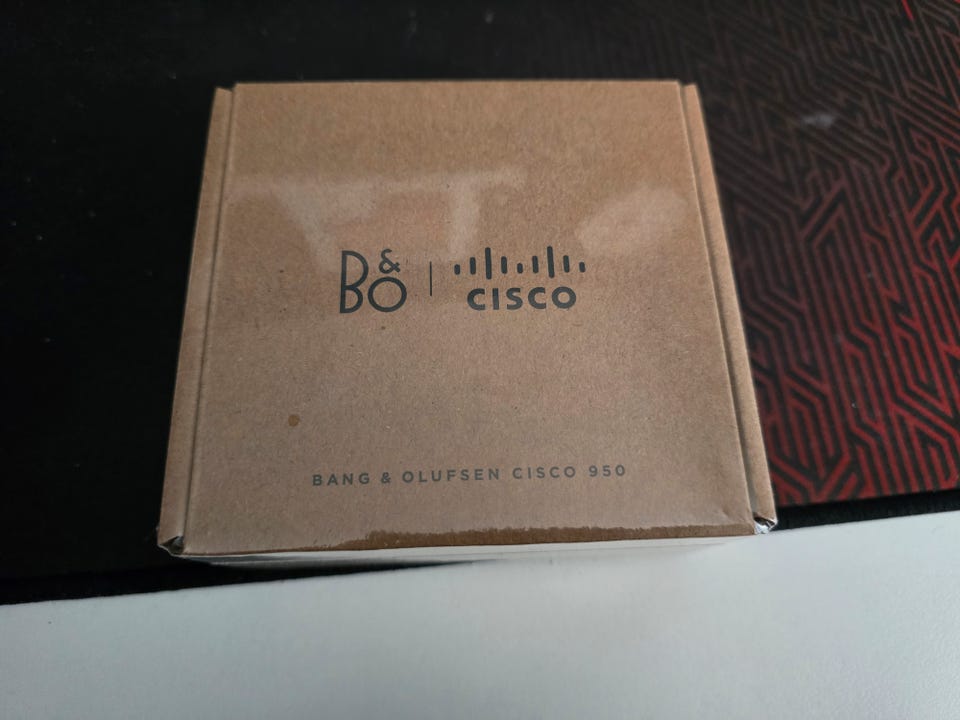 B&O | CISCO
BANG & OLUFSEN CISCO 950